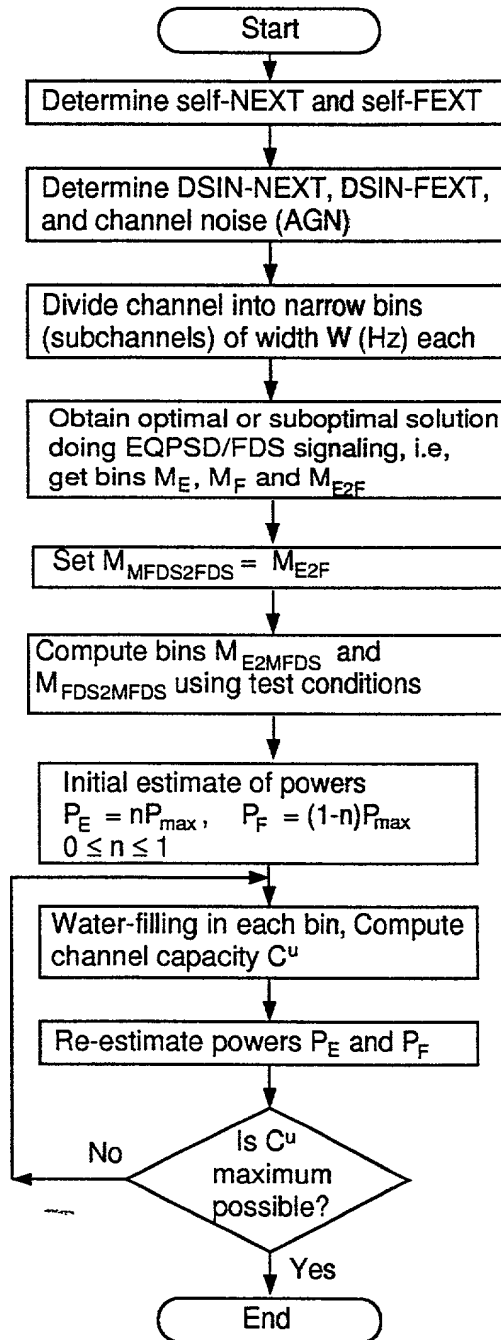 Start
Determine self-NEXT and self-FEXT
Determine DSIN-NEXT, DSIN-FEXT,
and channel noise (AGN)
Divide channel into narrow bins
(subchannels) of width W (Hz) each
Obtain optimal or suboptimal solution
doing EQPSD/FDS signaling, i.e,
get bins M_E, M_F and M_E2F
Set M_MFDS2FDS = M_E2F
Compute bins M_E2MFDS and
M_FDS2MFDS using test conditions
Initial estimate of powers
P_E = nP_max, P_F = (1-n)P_max
0 ≤ n ≤ 1
Water-filling in each bin, Compute
channel capacity C^u
Re-estimate powers P_E and P_F
Is C^u
maximum
possible?
No
Yes
End